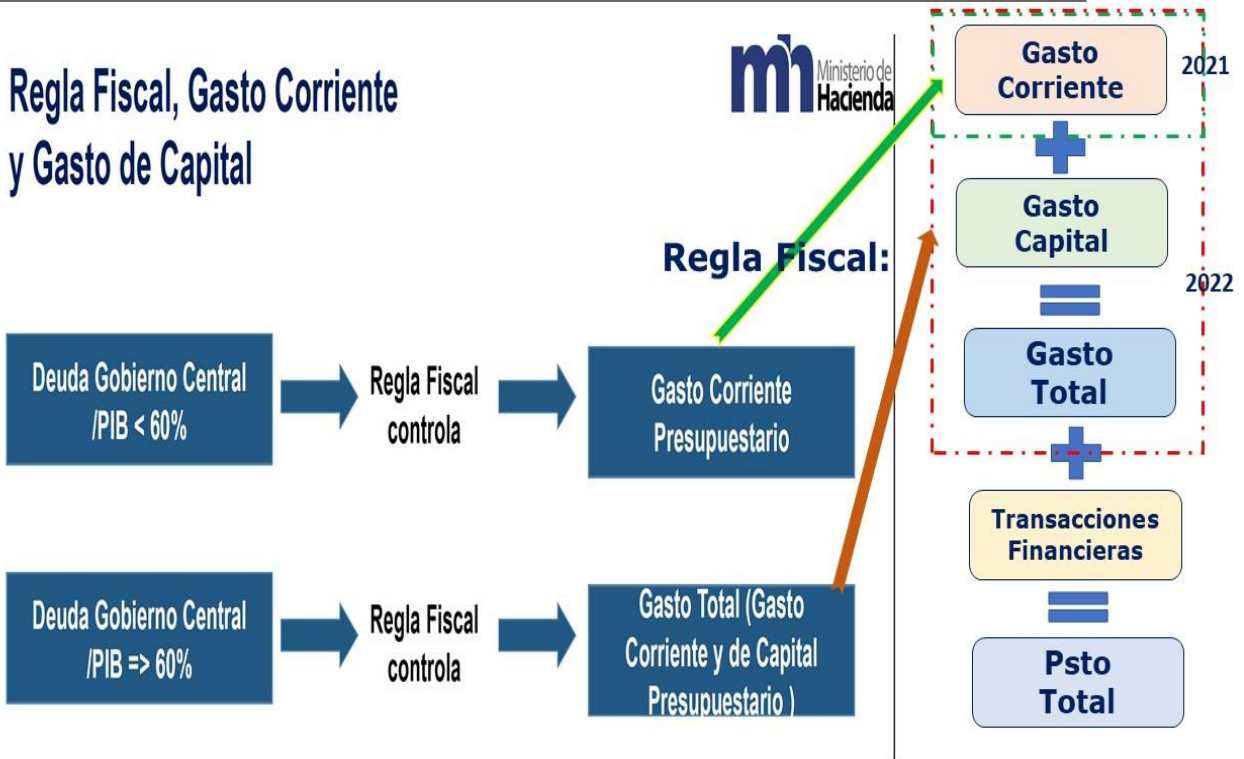 Regla Fiscal, Gasto Corriente
y Gasto de Capital
mh
Ministerio de
Hacienda
Regla Fiscal:
Deuda Gobierno Central
/PIB < 60%
Regla Fiscal
controla
Gasto Corriente
Presupuestario
Deuda Gobierno Central
/PIB => 60%
Regla Fiscal
controla
Gasto Total (Gasto
Corriente y de Capital
Presupuestario )
Gasto
Corriente
2021
Gasto
Capital
2022
Gasto
Total
Transacciones
Financieras
Psto
Total